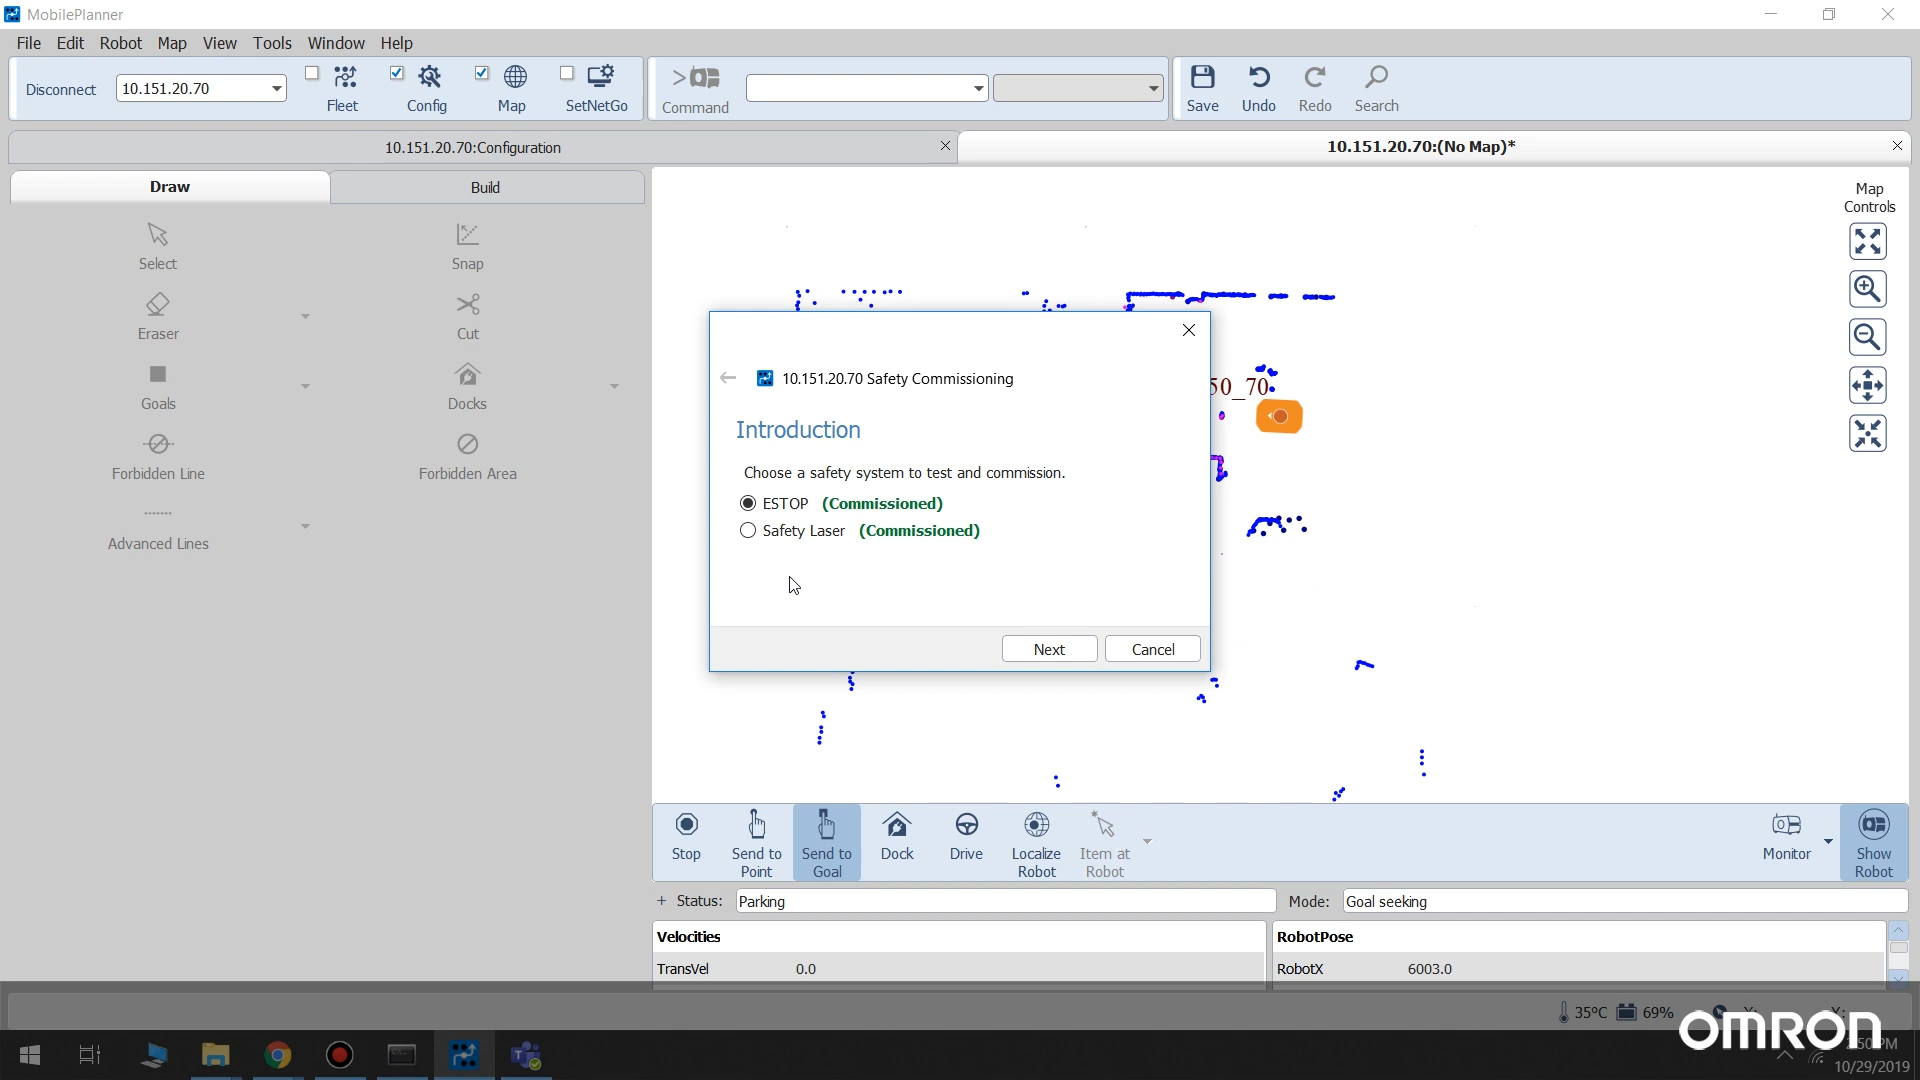 MobilePlanner
File Edit Robot Map View Tools Window Help
Disconnect 10.151.20.70 Fleet Config Map SetNetGo Command Save Undo Redo Search
10.151.20.70:Configuration
10.151.20.70:(No Map)*
Draw Build
Map
Controls
Select Snap
Eraser Cut
Goals Docks
Forbidden Line Forbidden Area
Advanced Lines
50_70
10.151.20.70 Safety Commissioning
Introduction
Choose a safety system to test and commission.
ESTOP (Commissioned)
Safety Laser (Commissioned)
Next Cancel
Stop
Send to
Point
Send to
Goal
Dock
Drive
Localize
Robot
Item at
Robot
Monitor
Show
Robot
+ Status: Parking Mode: Goal seeking
Velocities RobotPose
TransVel 0.0 RobotX 6003.0
35ºC 69%
OMRON
10/29/2019